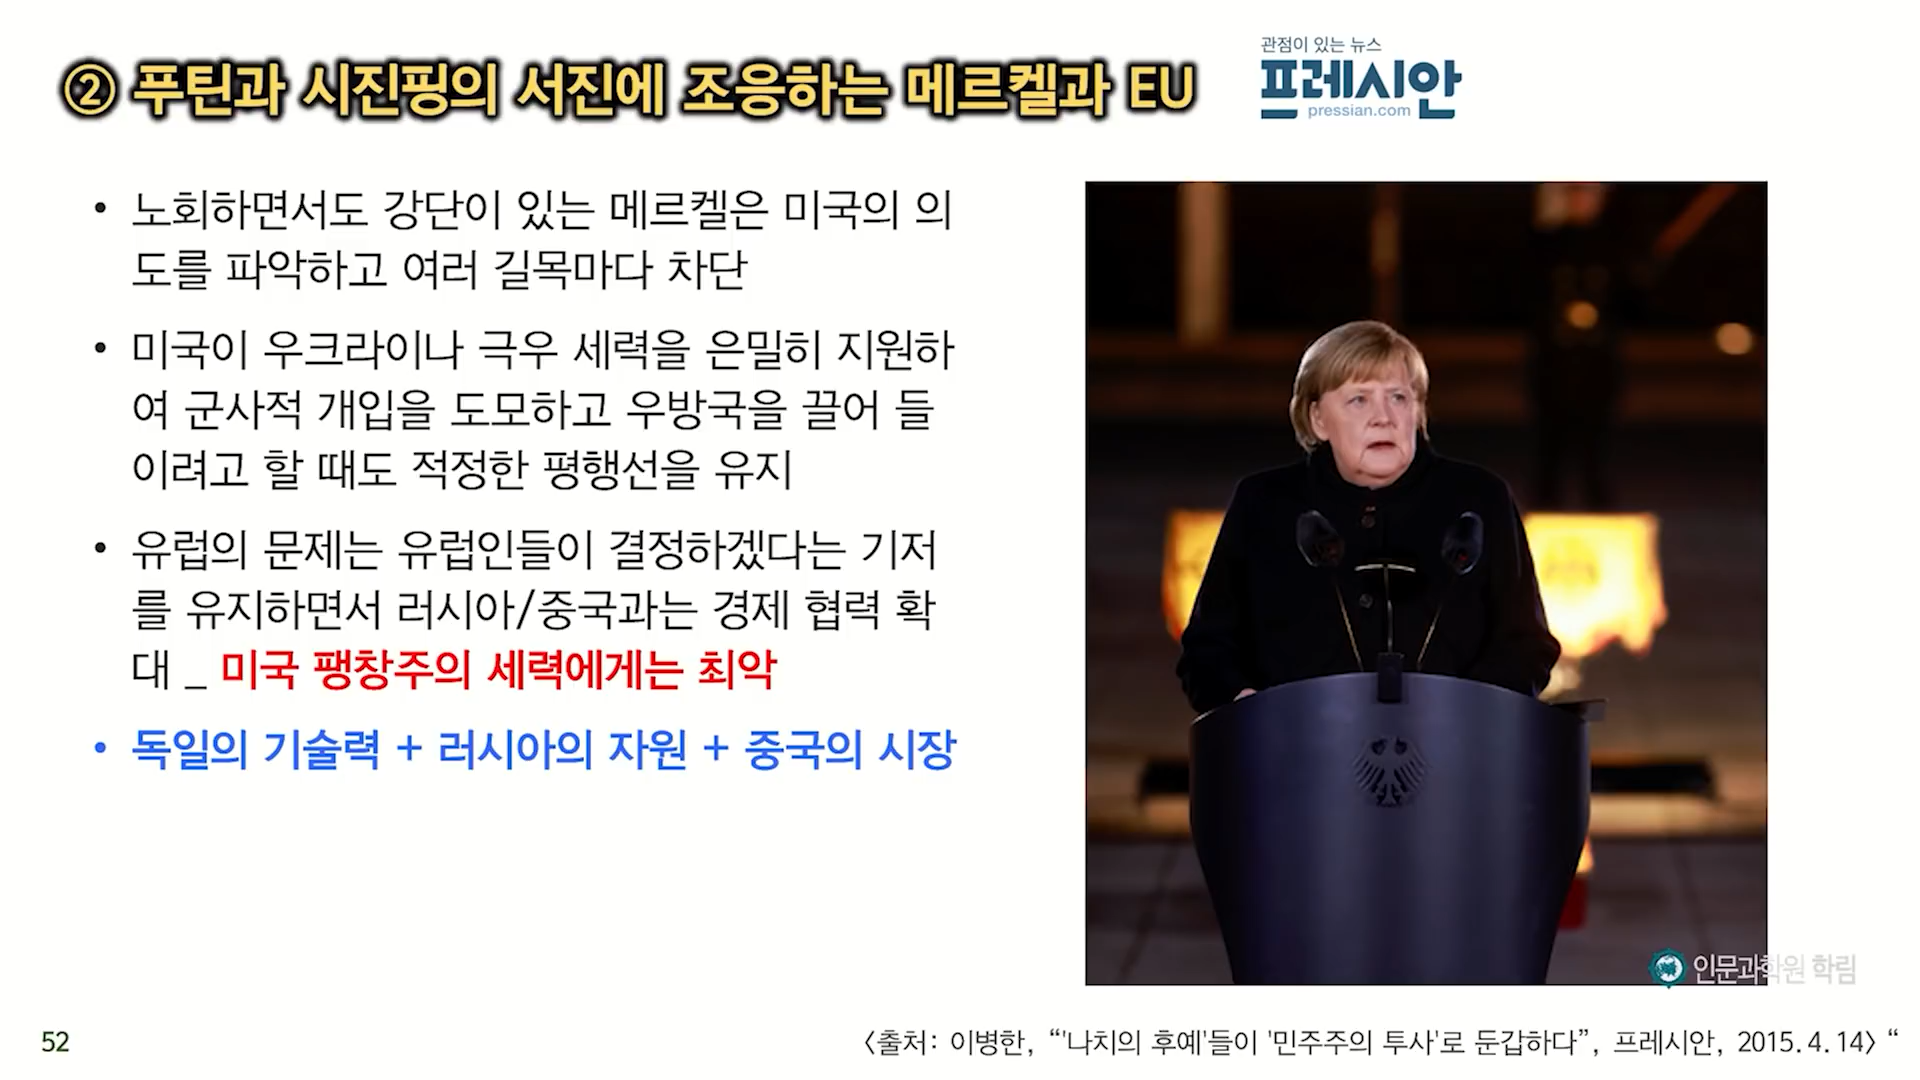 ② 푸틴과 시진핑의 서진에 조응하는 메르켈과 EU
관점이 있는 뉴스
프레시안
pressian.com
• 노회하면서도 강단이 있는 메르켈은 미국의 의
도를 파악하고 여러 길목마다 차단
• 미국이 우크라이나 극우 세력을 은밀히 지원하
여 군사적 개입을 도모하고 우방국을 끌어 들
이려고 할 때도 적정한 평행선을 유지
• 유럽의 문제는 유럽인들이 결정하겠다는 기저
를 유지하면서 러시아/중국과는 경제 협력 확
대 _ 미국 팽창주의 세력에게는 최악
• 독일의 기술력 + 러시아의 자원 + 중국의 시장
인문과학원 학림
52
<출처: 이병한, “'나치의 후예'들이 '민주주의 투사'로 둔갑하다”, 프레시안, 2015.4.14> “